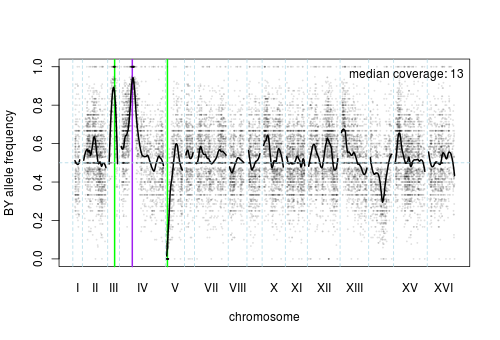 median coverage: 13
BY allele frequency
1.0
0.8
0.6
0.4
0.2
0.0
I II III IV V VII VIII X XI XII XIII XV XVI
chromosome